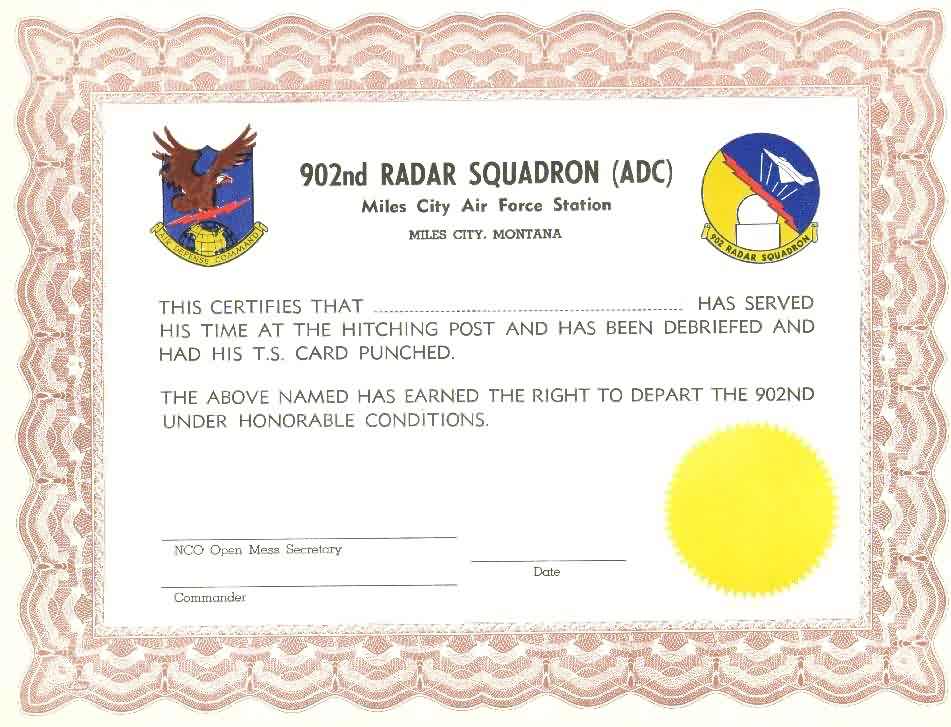 902nd RADAR SQUADRON (ADC)
Miles City Air Force Station
MILES CITY, MONTANA
AIR DEFENSE COMMAND
902 RADAR SQUADRON
THIS CERTIFIES THAT ............................................................ HAS SERVED
HIS TIME AT THE HITCHING POST AND HAS BEEN DEBRIEFED AND
HAD HIS T.S. CARD PUNCHED.
THE ABOVE NAMED HAS EARNED THE RIGHT TO DEPART THE 902ND
UNDER HONORABLE CONDITIONS.
NCO Open Mess Secretary
Date
Commander